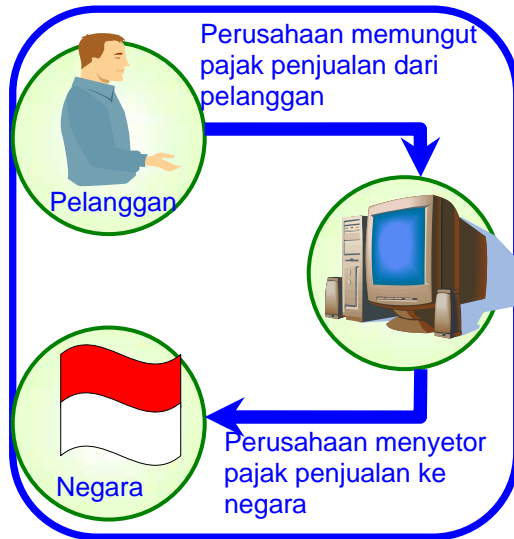 Perusahaan memungut
pajak penjualan dari
pelanggan
Pelanggan
Perusahaan menyetor
pajak penjualan ke
negara
Negara